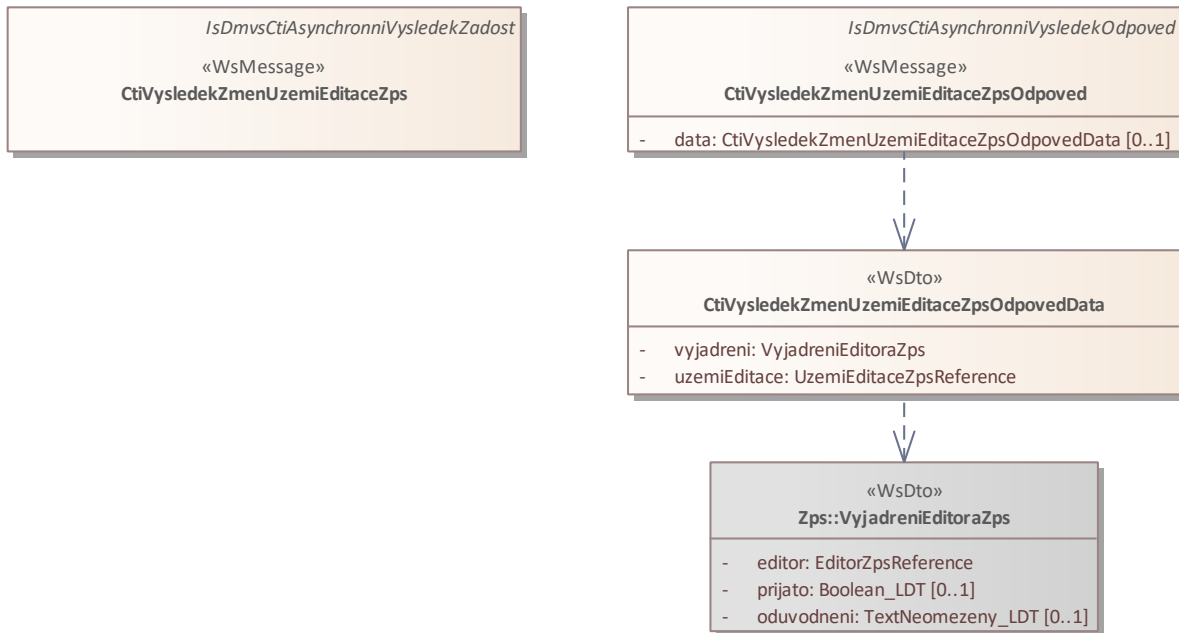 IsDmvsCtiAsynchronniVysledekZadost
«WsMessage»
CtiVysledekZmenUzemiEditaceZps
IsDmvsCtiAsynchronniVysledekOdpoved
«WsMessage»
CtiVysledekZmenUzemiEditaceZpsOdpoved
- data: CtiVysledekZmenUzemiEditaceZpsOdpovedData [0..1]
«WsDto»
CtiVysledekZmenUzemiEditaceZpsOdpovedData
- vyjadreni: VyjadreniEditoraZps
- uzemiEditace: UzemiEditaceZpsReference
«WsDto»
Zps::VyjadreniEditoraZps
- editor: EditorZpsReference
- prijato: Boolean_LDT [0..1]
- oduvodneni: TextNeomezeny_LDT [0..1]